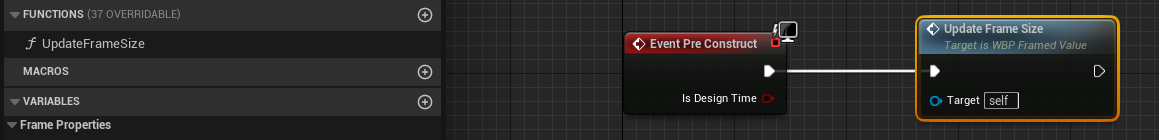 FUNCTIONS (37 OVERRIDABLE)
f UpdateFrameSize
MACROS
VARIABLES
Frame Properties
Event Pre Construct
Is Design Time
Update Frame Size
Target is WBP Framed Value
Target self